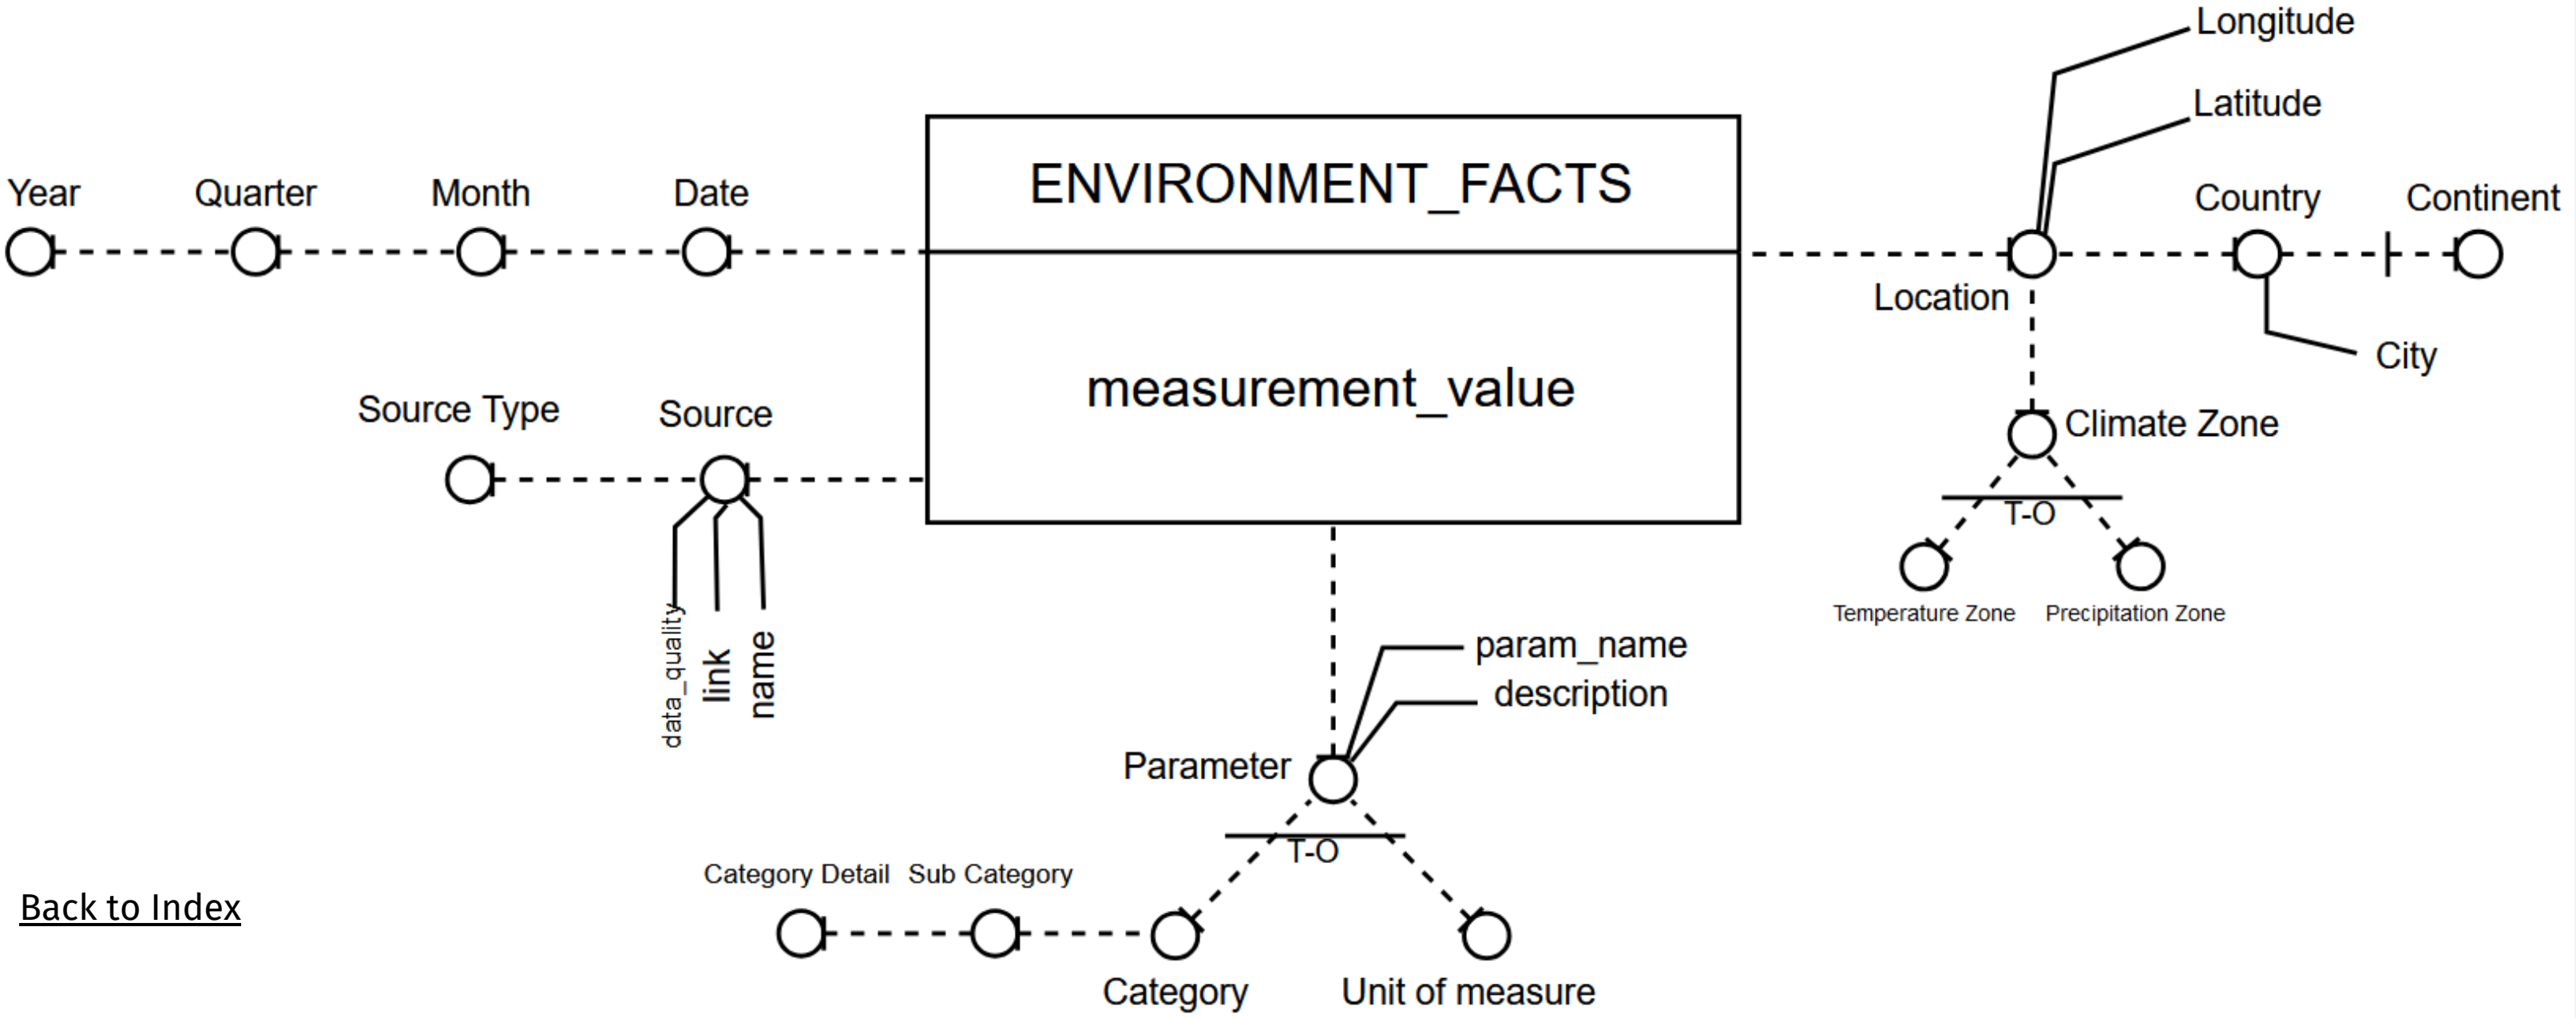 Longitude
Latitude
ENVIRONMENT_FACTS
Year
Quarter
Month
Date
Country
Continent
Location
City
measurement_value
Source Type
Source
Climate Zone
T-O
Temperature Zone
Precipitation Zone
data_quality
link
name
param_name
description
Parameter
T-O
Category Detail
Sub Category
Back to Index
Category
Unit of measure